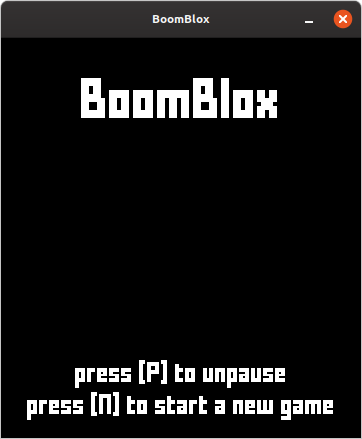 BoomBlox
BoomBlox
press [P] to unpause
press [N] to start a new game